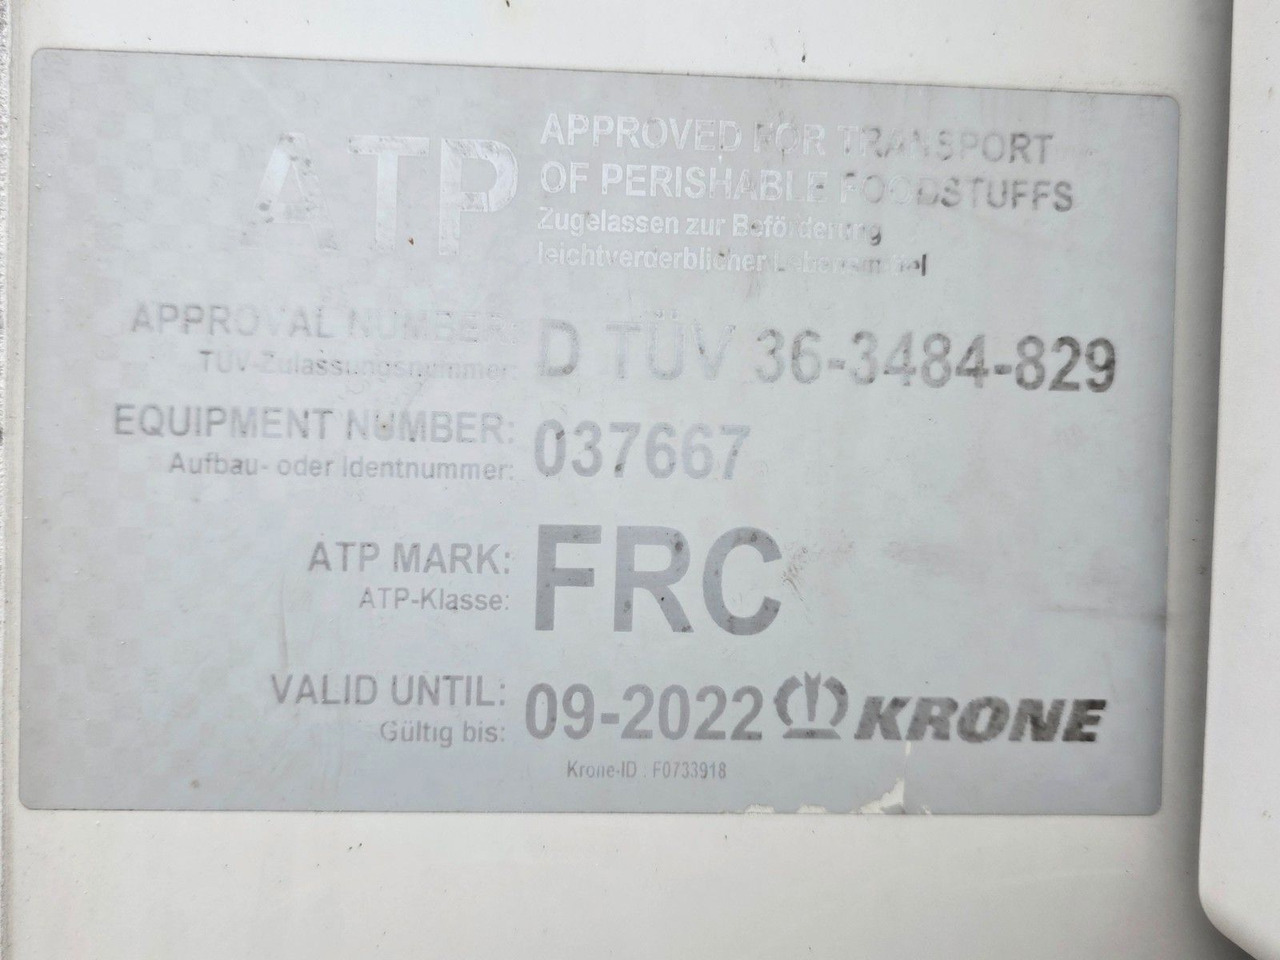 ATP
APPROVED FOR TRANSPORT
OF PERISHABLE FOODSTUFFS
Zugelassen zur Beförderung
leichtverderblicher Lebensmittel
APPROVAL NUMBER: D TÜV 36-3484-829
TÜV-Zulassungsnummer:
EQUIPMENT NUMBER: 037667
Aufbau- oder Identnummer:
ATP MARK: FRC
ATP-Klasse:
VALID UNTIL: 09-2022 KRONE
Gültig bis:
Krone-ID : F0733918